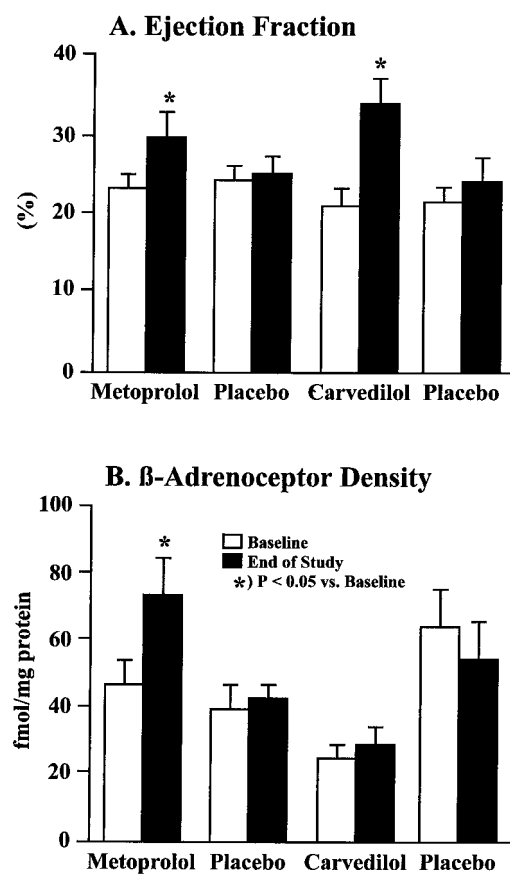 A. Ejection Fraction
40
30
20
10
0
(%)
*
*
Metoprolol Placebo Carvedilol Placebo
B. ß-Adrenoceptor Density
100
80
60
40
20
0
fmol/mg protein
*
Baseline
End of Study
*) P < 0.05 vs. Baseline
Metoprolol Placebo Carvedilol Placebo